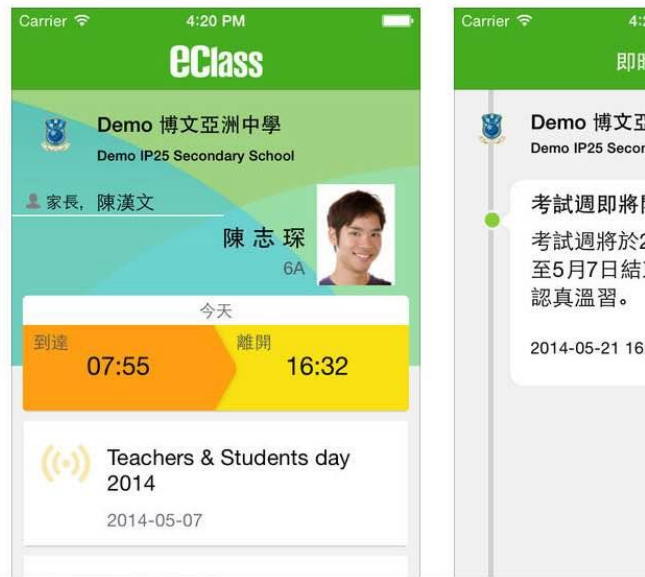 Carrier 4:20 PM
eClass
Demo 博文亞洲中學
Demo IP25 Secondary School
家長, 陳漢文
陳志琛
6A
今天
到達 離開
07:55 16:32
Teachers & Students day
2014
2014-05-07
Carrier
即
Demo 博文
Demo IP25
考試週即將
考試週將於
至5月7日結
認真溫習。
2014-05-21 16